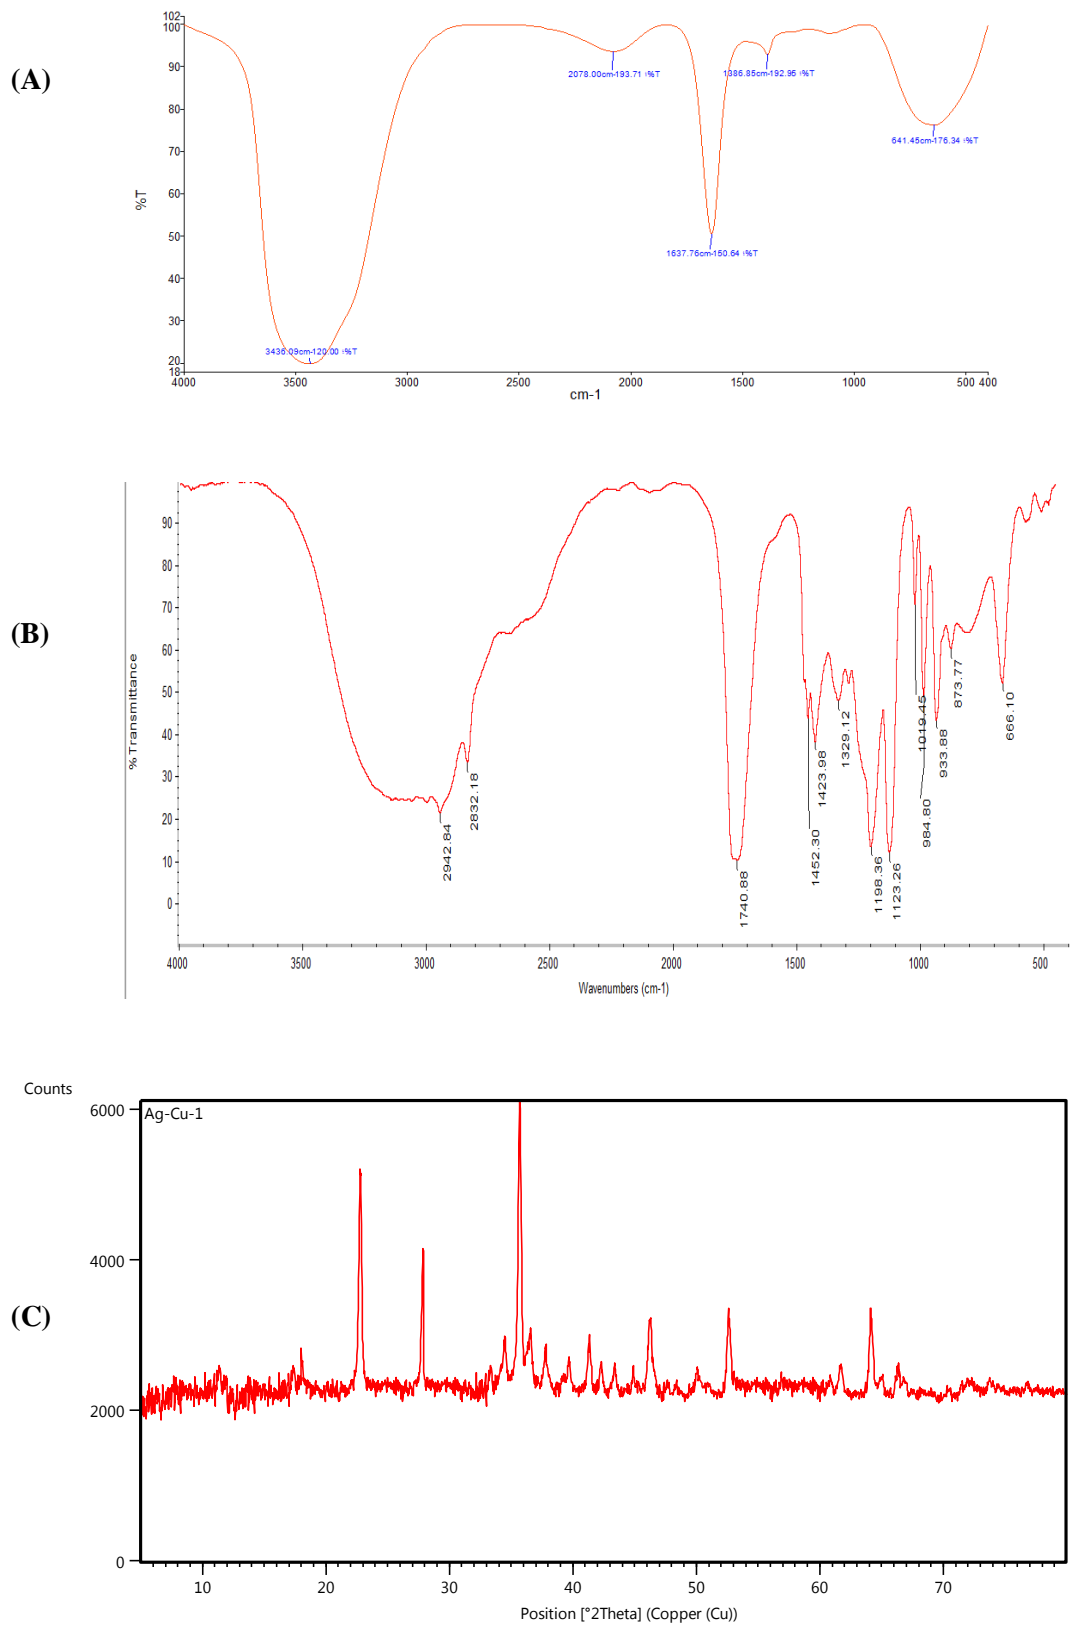 (A)
%T
102
100
90
80
70
60
50
40
30
20
18
2078.00cm-193.71 %T
1386.85cm-192.95 %T
641.45cm-176.34 %T
1637.76cm-150.64 %T
3436.09cm-120.00 %T
4000 3500 3000 2500 2000 1500 1000 500 400
cm-1
(B)
% Transmittance
90
80
70
60
50
40
30
20
10
0
2942.84
2832.18
1740.88
1452.30
1423.98
1329.12
1198.36
1123.26
1019.45
984.80
933.88
873.77
666.10
4000 3500 3000 2500 2000 1500 1000 500
Wavenumbers (cm-1)
(C)
Counts
Ag-Cu-1
6000
4000
2000
0
10 20 30 40 50 60 70
Position [°2Theta] (Copper (Cu))